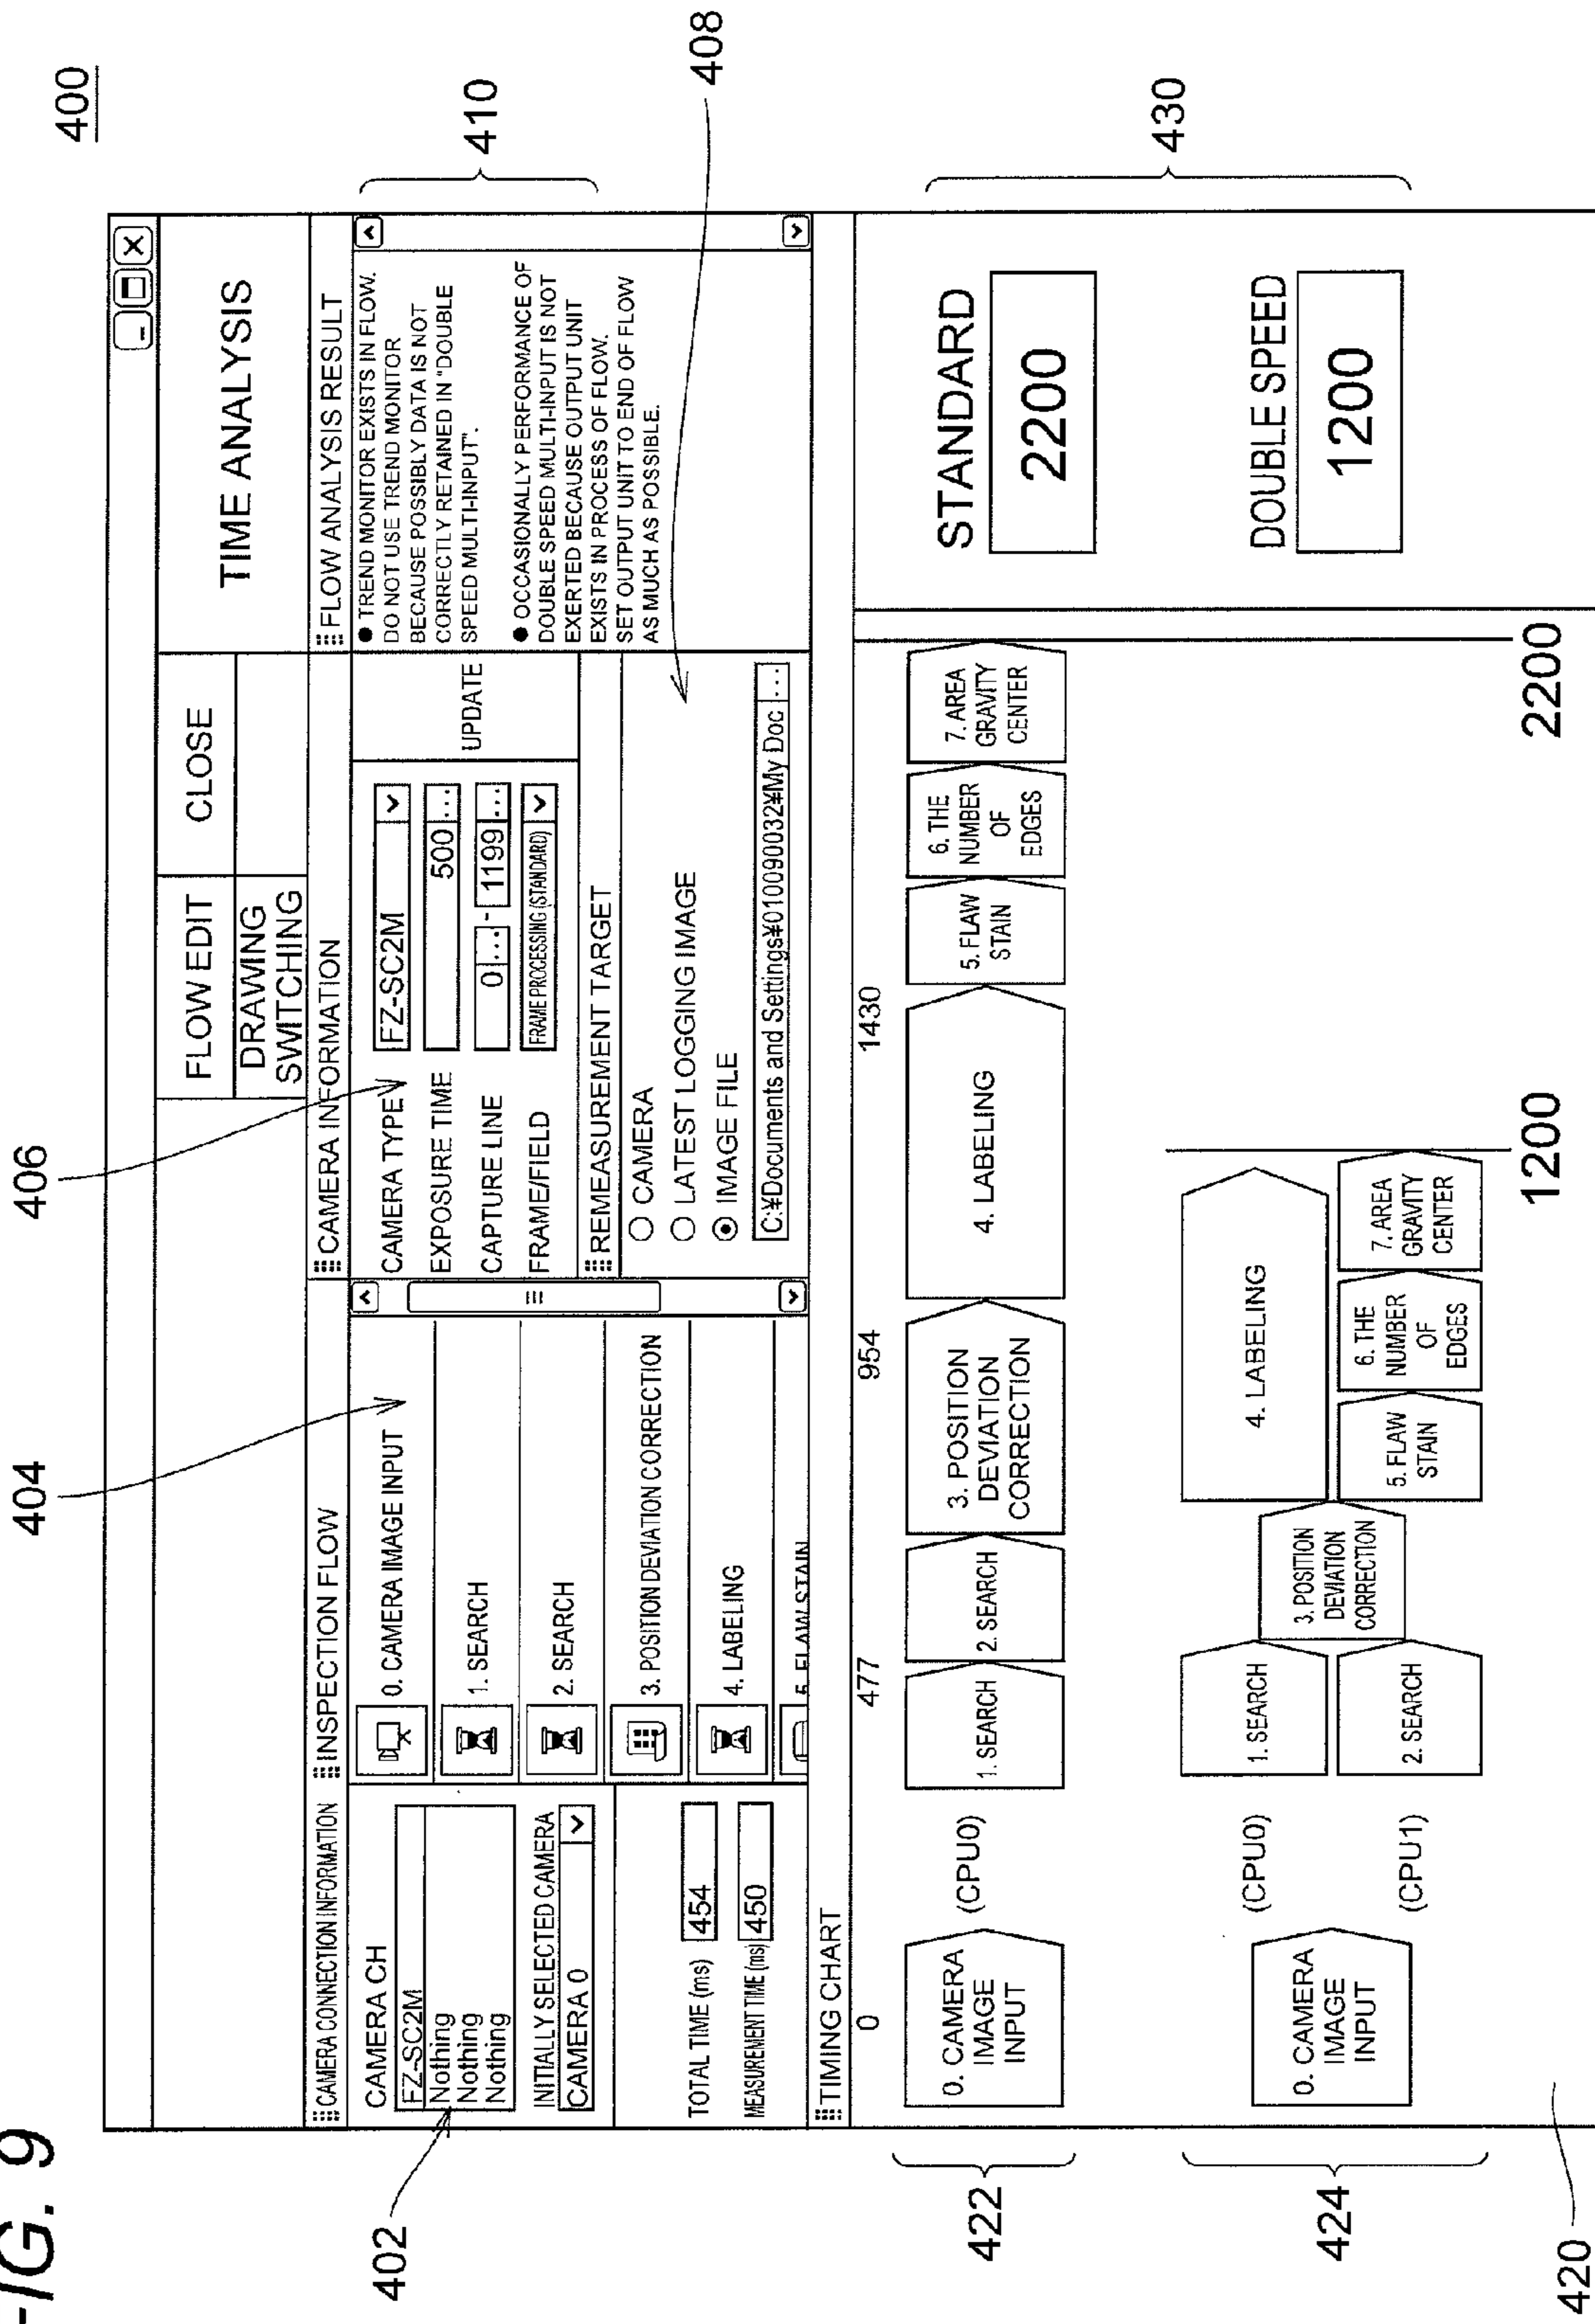 FIG. 9
400
404
406
TIME ANALYSIS
FLOW EDIT
CLOSE
DRAWING
SWITCHING
CAMERA CONNECTION INFORMATION
INSPECTION FLOW
CAMERA INFORMATION
FLOW ANALYSIS RESULT
CAMERA CH
FZ-SC2M
Nothing
Nothing
Nothing
INITIALLY SELECTED CAMERA
CAMERA 0
TOTAL TIME (ms) 454
MEASUREMENT TIME (ms) 450
402
0. CAMERA IMAGE INPUT
1. SEARCH
2. SEARCH
3. POSITION DEVIATION CORRECTION
4. LABELING
5. FLAW STAIN
CAMERA TYPE FZ-SC2M
EXPOSURE TIME 500 ...
CAPTURE LINE 0 ... - 1199 ...
FRAME/FIELD FRAME PROCESSING (STANDARD)
UPDATE
REMEASUREMENT TARGET
CAMERA
LATEST LOGGING IMAGE
IMAGE FILE
C:¥Documents and Settings¥010090032¥My Doc ...
● TREND MONITOR EXISTS IN FLOW.
DO NOT USE TREND MONITOR
BECAUSE POSSIBLY DATA IS NOT
CORRECTLY RETAINED IN "DOUBLE
SPEED MULTI-INPUT".
● OCCASIONALLY PERFORMANCE OF
DOUBLE SPEED MULTI-INPUT IS NOT
EXERTED BECAUSE OUTPUT UNIT
EXISTS IN PROCESS OF FLOW.
SET OUTPUT UNIT TO END OF FLOW
AS MUCH AS POSSIBLE.
410
408
TIMING CHART
0
477
954
1430
422
0. CAMERA
IMAGE
INPUT
(CPU0)
1. SEARCH
2. SEARCH
3. POSITION
DEVIATION
CORRECTION
4. LABELING
5. FLAW
STAIN
6. THE
NUMBER
OF
EDGES
7. AREA
GRAVITY
CENTER
STANDARD
2200
430
424
0. CAMERA
IMAGE
INPUT
(CPU0)
(CPU1)
1. SEARCH
2. SEARCH
3. POSITION
DEVIATION
CORRECTION
4. LABELING
5. FLAW
STAIN
6. THE
NUMBER
OF
EDGES
7. AREA
GRAVITY
CENTER
DOUBLE SPEED
1200
1200
2200
420